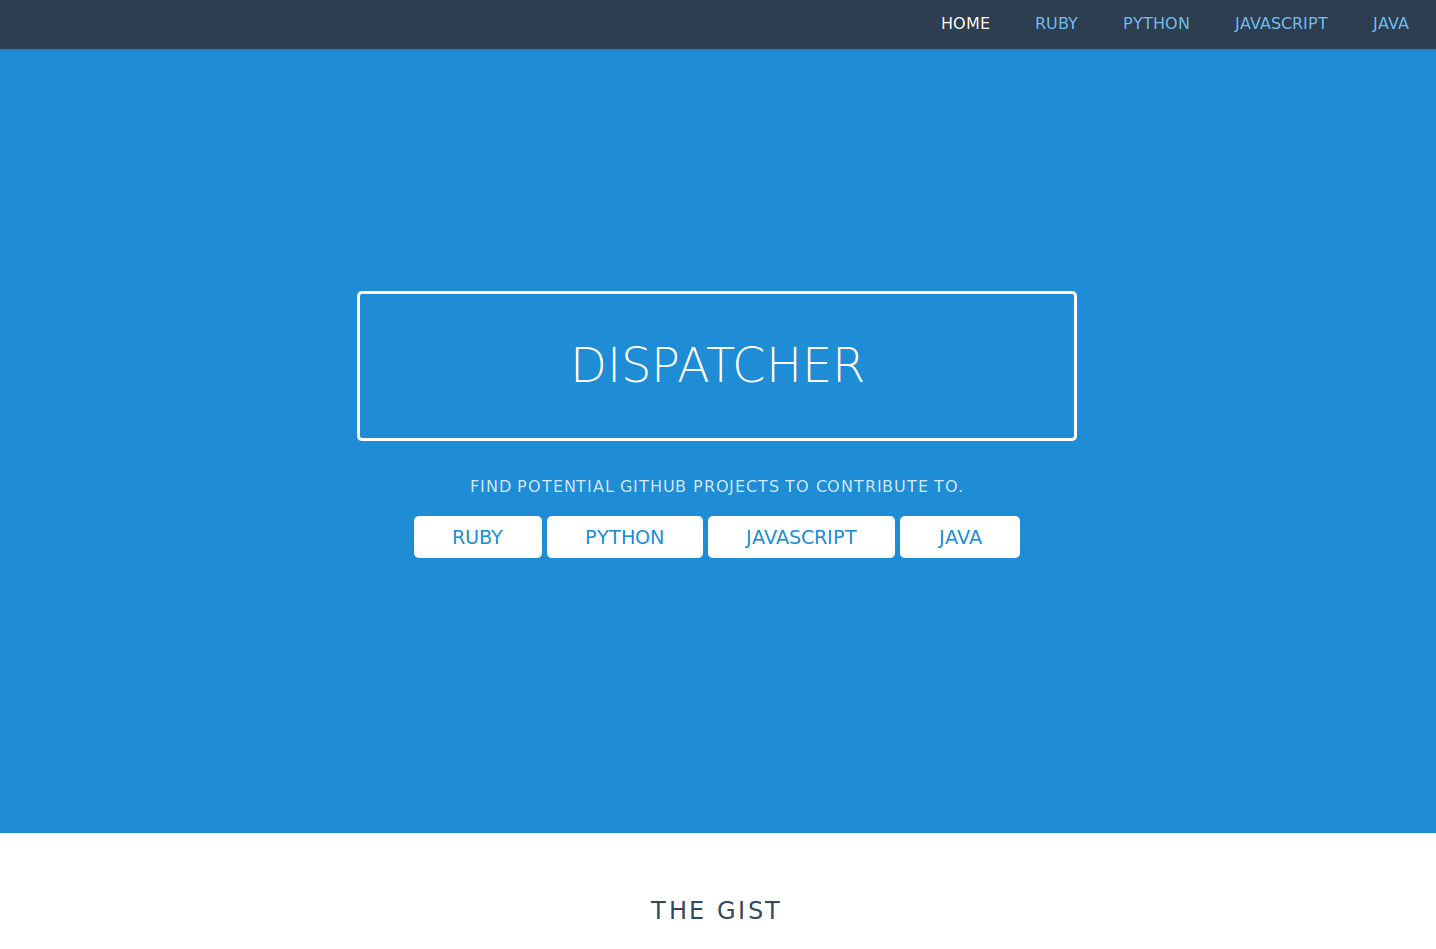 HOME RUBY PYTHON JAVASCRIPT JAVA
DISPATCHER
FIND POTENTIAL GITHUB PROJECTS TO CONTRIBUTE TO.
RUBY PYTHON JAVASCRIPT JAVA
THE GIST